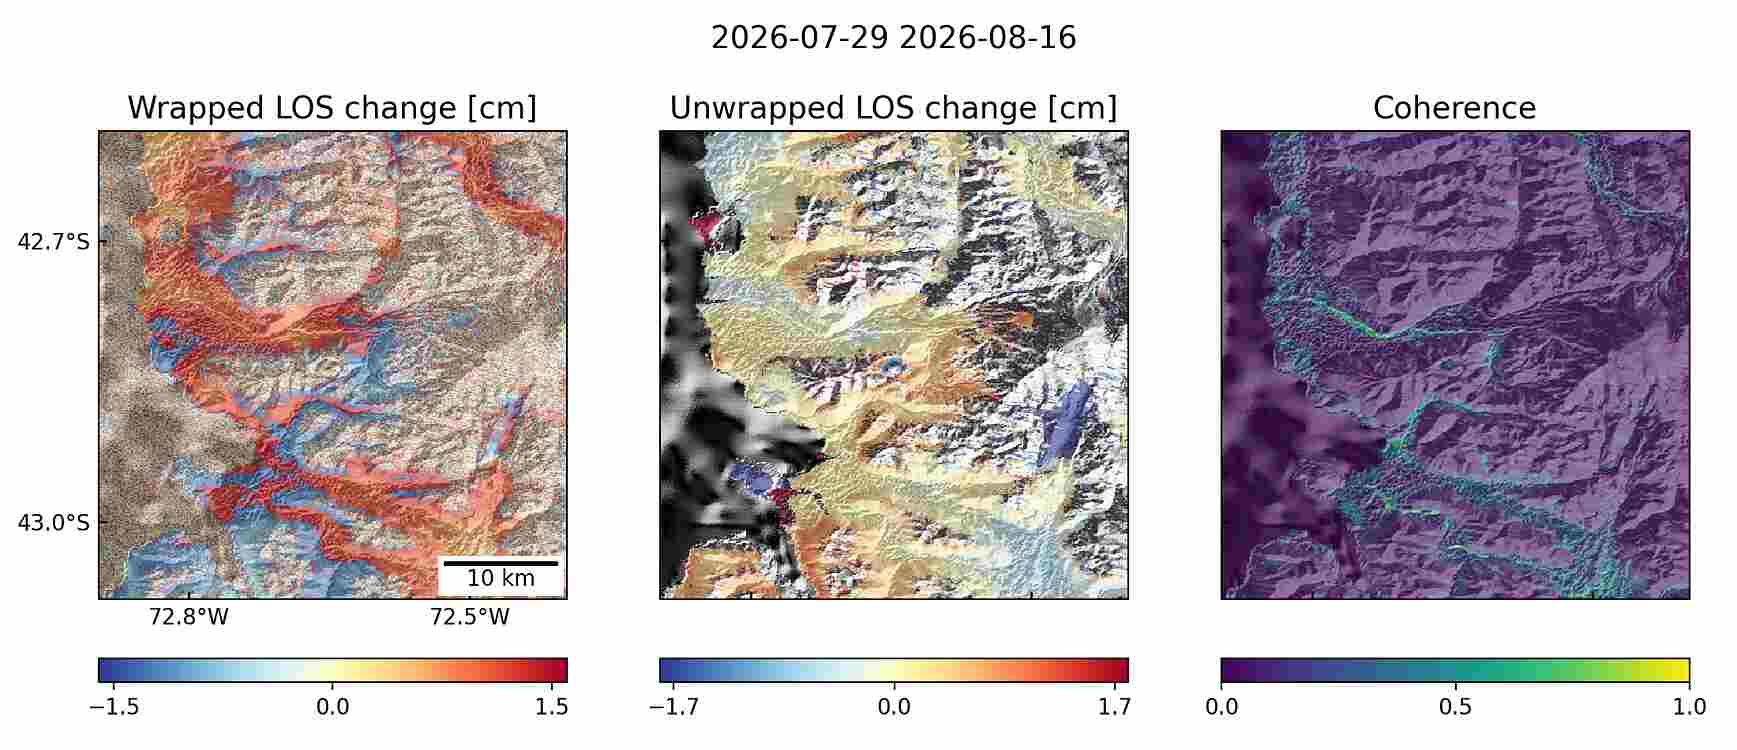 2026-07-29 2026-08-16
Wrapped LOS change [cm]
Unwrapped LOS change [cm]
Coherence
42.7°S
43.0°S
10 km
72.8°W
72.5°W
−1.5
0.0
1.5
−1.7
0.0
1.7
0.0
0.5
1.0